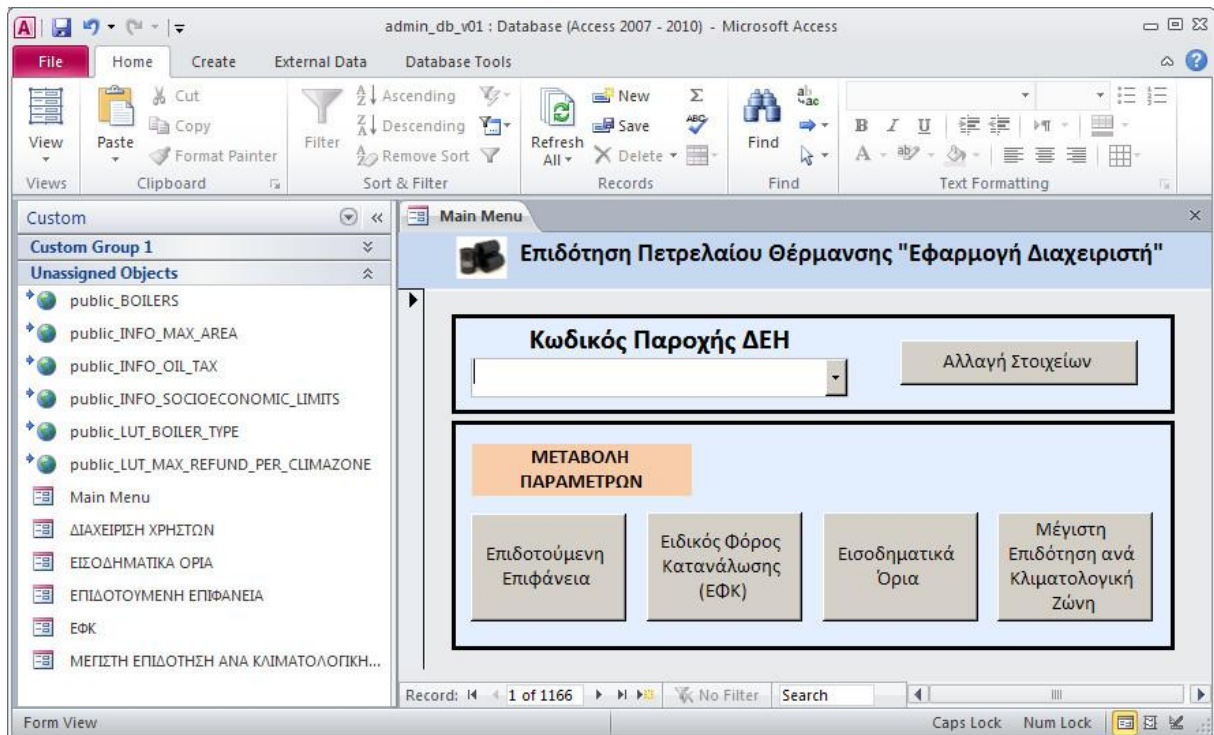 admin_db_v01 : Database (Access 2007 - 2010) - Microsoft Access
File Home Create External Data Database Tools
View
Paste
Cut
Copy
Format Painter
Filter
Ascending
Descending
Remove Sort
Refresh
All
New
Save
Delete
Find
Views Clipboard Sort & Filter Records Find Text Formatting
Custom
Custom Group 1
Unassigned Objects
public_BOILERS
public_INFO_MAX_AREA
public_INFO_OIL_TAX
public_INFO_SOCIOECONOMIC_LIMITS
public_LUT_BOILER_TYPE
public_LUT_MAX_REFUND_PER_CLIMAZONE
Main Menu
ΔΙΑΧΕΙΡΙΣΗ ΧΡΗΣΤΩΝ
ΕΙΣΟΔΗΜΑΤΙΚΑ ΟΡΙΑ
ΕΠΙΔΟΤΟΥΜΕΝΗ ΕΠΙΦΑΝΕΙΑ
ΕΦΚ
ΜΕΓΙΣΤΗ ΕΠΙΔΟΤΗΣΗ ΑΝΑ ΚΛΙΜΑΤΟΛΟΓΙΚΗ...
Main Menu
Επιδότηση Πετρελαίου Θέρμανσης "Εφαρμογή Διαχειριστή"
Κωδικός Παροχής ΔΕΗ
Αλλαγή Στοιχείων
ΜΕΤΑΒΟΛΗ
ΠΑΡΑΜΕΤΡΩΝ
Επιδοτούμενη
Επιφάνεια
Ειδικός Φόρος
Κατανάλωσης
(ΕΦΚ)
Εισοδηματικά
Όρια
Μέγιστη
Επιδότηση ανά
Κλιματολογική
Ζώνη
Record: 1 of 1166 No Filter Search
Form View Caps Lock Num Lock